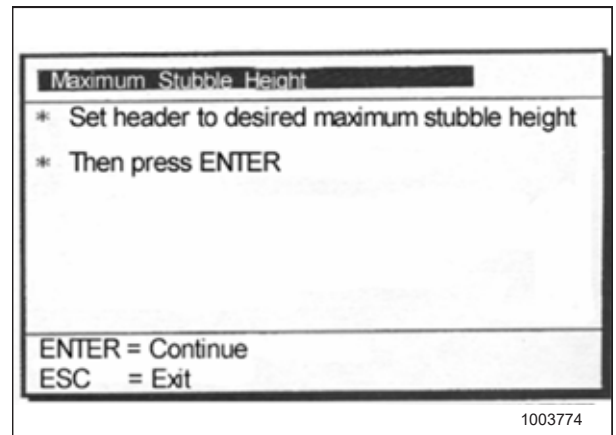 Maximum Stubble Height
* Set header to desired maximum stubble height
* Then press ENTER
ENTER = Continue
ESC = Exit
1003774